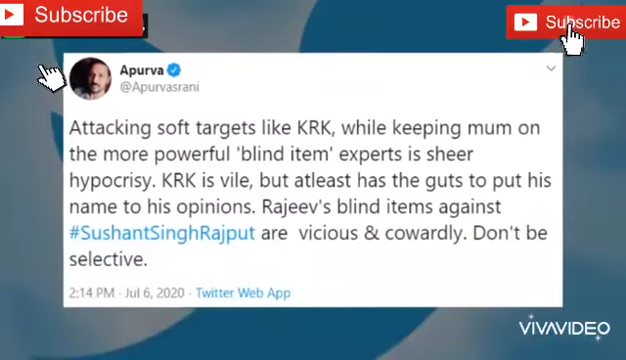 Subscribe
Subscribe
Apurva
@Apurvasrani
Attacking soft targets like KRK, while keeping mum on
the more powerful 'blind item' experts is sheer
hypocrisy. KRK is vile, but atleast has the guts to put his
name to his opinions. Rajeev's blind items against
#SushantSinghRajput are vicious & cowardly. Don't be
selective.
2:14 PM · Jul 6, 2020 · Twitter Web App
VIVAVIDEO